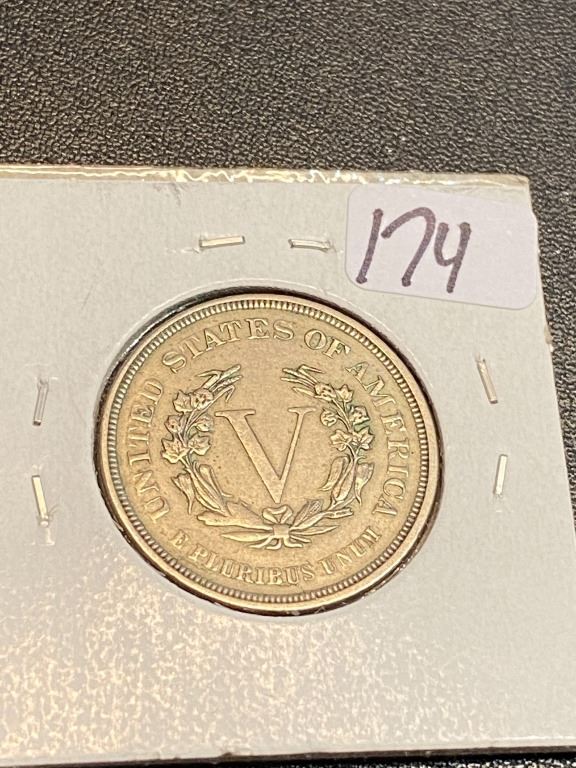 174
UNITED STATES OF AMERICA
V
E PLURIBUS UNUM